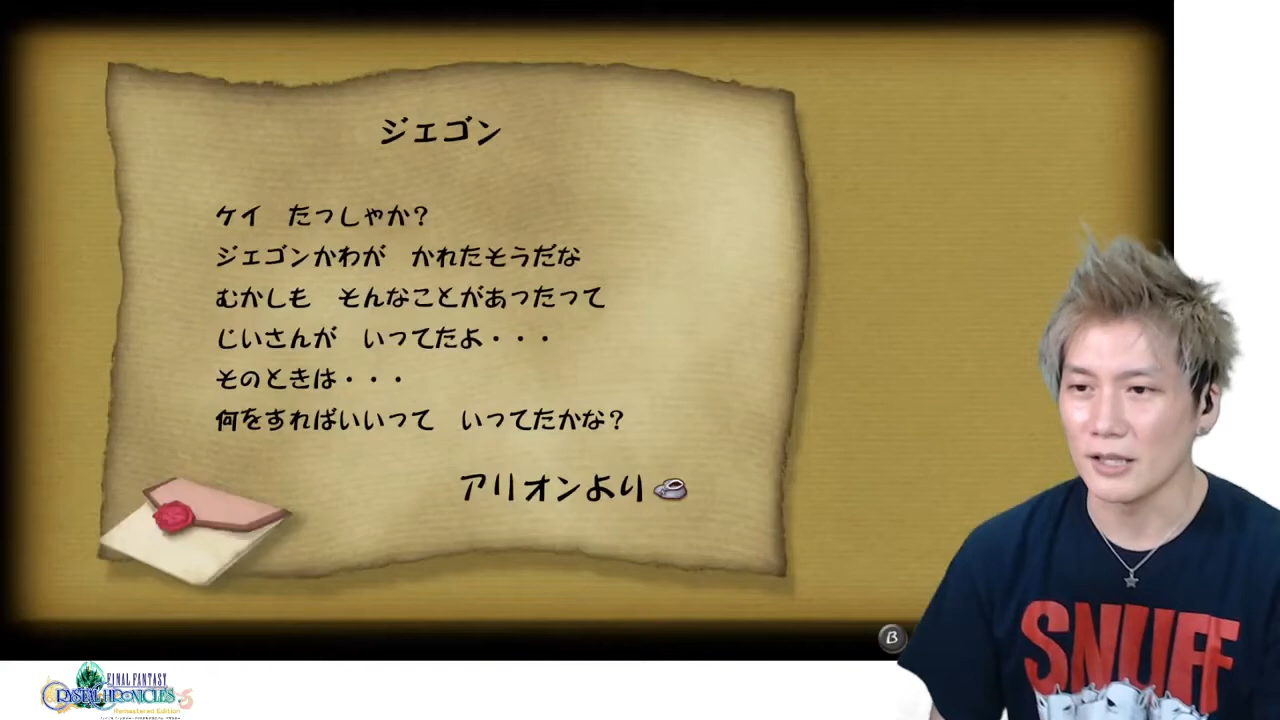 ジェゴン
ケイ　たっしゃか？
ジェゴンかわが　かれたそうだな
むかしも　そんなことがあったって
じいさんが　いってたよ・・・
そのときは・・・
何をすればいいって　いってたかな？
アリオンより
B
SNUFF
FINAL FANTASY
CRYSTAL CHRONICLES
Remastered Edition